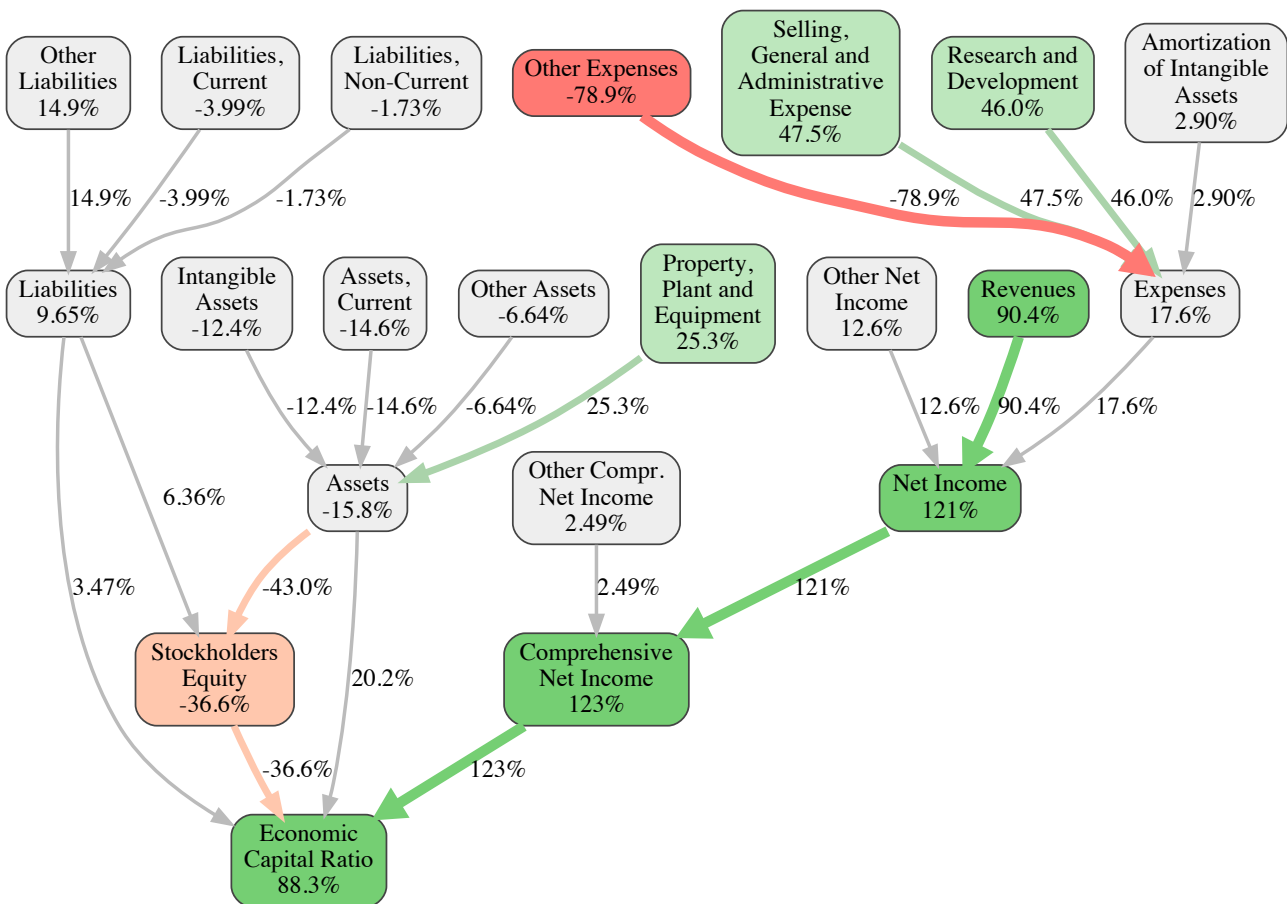 Other
Liabilities
14.9%
Liabilities,
Current
-3.99%
Liabilities,
Non-Current
-1.73%
Other Expenses
-78.9%
Selling,
General and
Administrative
Expense
47.5%
Research and
Development
46.0%
Amortization
of Intangible
Assets
2.90%
14.9%
-3.99%
-1.73%
-78.9%
47.5%
46.0%
2.90%
Liabilities
9.65%
Intangible
Assets
-12.4%
Assets,
Current
-14.6%
Other Assets
-6.64%
Property,
Plant and
Equipment
25.3%
Other Net
Income
12.6%
Revenues
90.4%
Expenses
17.6%
-12.4%
-14.6%
-6.64%
25.3%
12.6%
90.4%
17.6%
6.36%
Assets
-15.8%
Other Compr.
Net Income
2.49%
Net Income
121%
3.47%
-43.0%
2.49%
121%
Stockholders
Equity
-36.6%
20.2%
Comprehensive
Net Income
123%
-36.6%
123%
Economic
Capital Ratio
88.3%